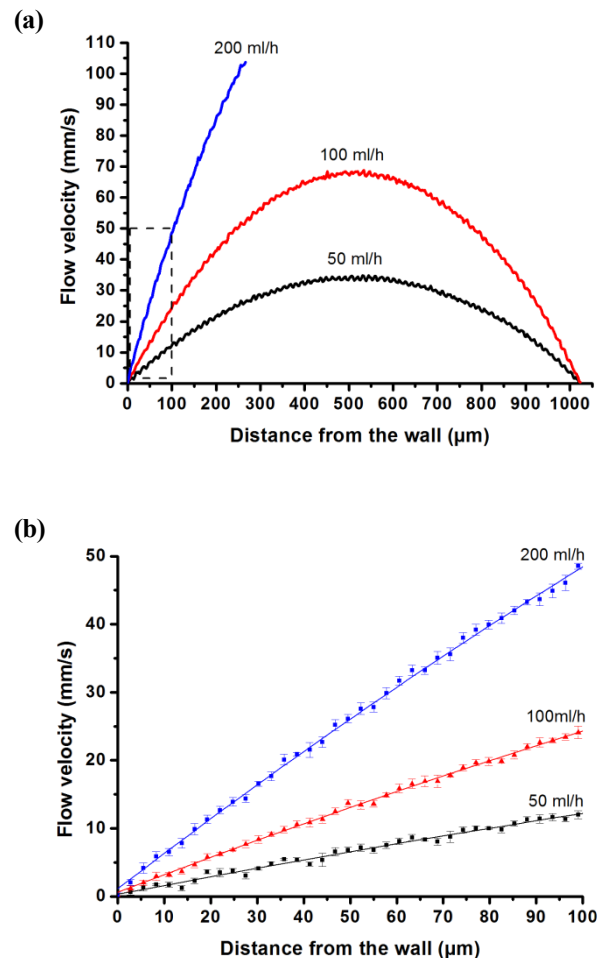 (a)
110
100
90
80
70
60
50
40
30
20
10
0
Flow velocity (mm/s)
200 ml/h
100 ml/h
50 ml/h
0 100 200 300 400 500 600 700 800 900 1000
Distance from the wall (µm)
(b)
50
40
30
20
10
0
Flow velocity (mm/s)
200 ml/h
100ml/h
50 ml/h
0 10 20 30 40 50 60 70 80 90 100
Distance from the wall (µm)